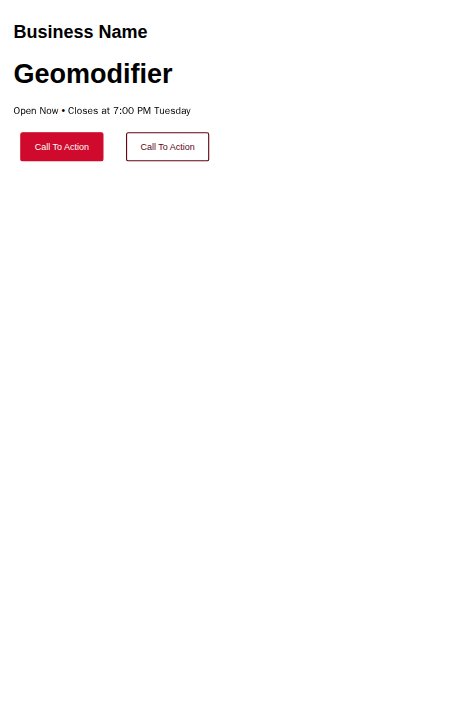 Business Name
Geomodifier
Open Now • Closes at 7:00 PM Tuesday
Call To Action
Call To Action